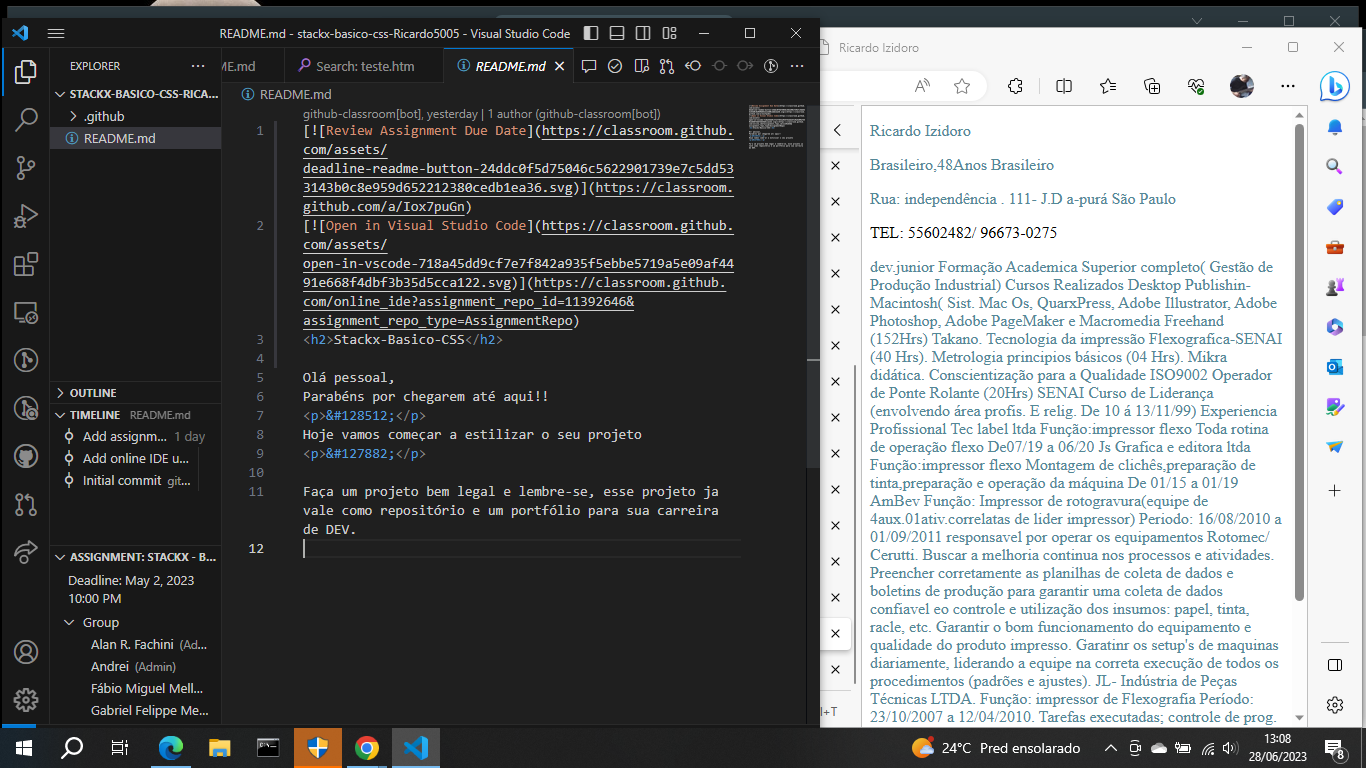 README.md - stackx-basico-css-Ricardo5005 - Visual Studio Code
Ricardo Izidoro
EXPLORER
ME.md
Search: teste.htm
README.md
STACKX-BASICO-CSS-RICA...
.github
README.md
README.md
github-classroom[bot], yesterday | 1 author (github-classroom[bot])
1 [![Review Assignment Due Date](https://classroom.github.
com/assets/
deadline-readme-button-24ddc0f5d75046c5622901739e7c5dd53
3143b0c8e959d652212380cedb1ea36.svg)](https://classroom.
github.com/a/Iox7puGn)
2 [![Open in Visual Studio Code](https://classroom.github.
com/assets/
open-in-vscode-718a45dd9cf7e7f842a935f5ebbe5719a5e09af44
91e668f4dbf3b35d5cca122.svg)](https://classroom.github.
com/online_ide?assignment_repo_id=11392646&
assignment_repo_type=AssignmentRepo)
3 <h2>Stackx-Basico-CSS</h2>
4
5 Olá pessoal,
6 Parabéns por chegarem até aqui!!
7 <p>&#128512;</p>
8 Hoje vamos começar a estilizar o seu projeto
9 <p>&#127882;</p>
10
11 Faça um projeto bem legal e lembre-se, esse projeto ja
vale como repositório e um portfólio para sua carreira
de DEV.
12
OUTLINE
TIMELINE README.md
Add assignm... 1 day
Add online IDE u...
Initial commit git...
ASSIGNMENT: STACKX - B...
Deadline: May 2, 2023
10:00 PM
Group
Alan R. Fachini (Ad...
Andrei (Admin)
Fábio Miguel Mell...
Gabriel Felippe Me...
Ricardo Izidoro
Brasileiro,48Anos Brasileiro
Rua: independência . 111- J.D a-purá São Paulo
TEL: 55602482/ 96673-0275
dev.junior Formação Academica Superior completo( Gestão de
Produção Industrial) Cursos Realizados Desktop Publishin-
Macintosh( Sist. Mac Os, QuarxPress, Adobe Illustrator, Adobe
Photoshop, Adobe PageMaker e Macromedia Freehand
(152Hrs) Takano. Tecnologia da impressão Flexografica-SENAI
(40 Hrs). Metrologia principios básicos (04 Hrs). Mikra
didática. Conscientização para a Qualidade ISO9002 Operador
de Ponte Rolante (20Hrs) SENAI Curso de Liderança
(envolvendo área profis. E relig. De 10 á 13/11/99) Experiencia
Profissional Tec label ltda Função:impressor flexo Toda rotina
de operação flexo De07/19 a 06/20 Js Grafica e editora ltda
Função:impressor flexo Montagem de clichês,preparação de
tinta,preparação e operação da máquina De 01/15 a 01/19
AmBev Função: Impressor de rotogravura(equipe de
4aux.01ativ.correlatas de lider impressor) Periodo: 16/08/2010 a
01/09/2011 responsavel por operar os equipamentos Rotomec/
Cerutti. Buscar a melhoria continua nos processos e atividades.
Preencher corretamente as planilhas de coleta de dados e
boletins de produção para garantir uma coleta de dados
confiavel eo controle e utilização dos insumos: papel, tinta,
racle, etc. Garantir o bom funcionamento do equipamento e
qualidade do produto impresso. Garatinr os setup's de maquinas
diariamente, liderando a equipe na correta execução de todos os
procedimentos (padrões e ajustes). JL- Indústria de Peças
Técnicas LTDA. Função: impressor de Flexografia Período:
23/10/2007 a 12/04/2010. Tarefas executadas; controle de prog.
l+T
24°C Pred ensolarado
13:08
28/06/2023
8